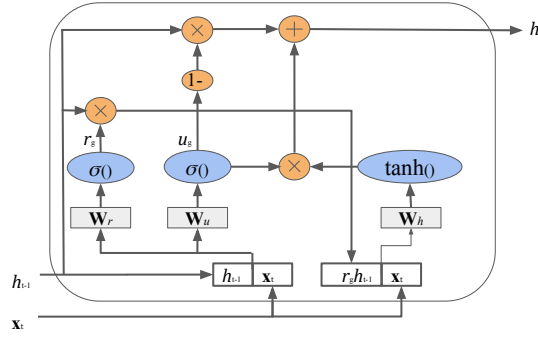 × + h
1-
×
r_g u_g
σ() σ() × tanh()
W_r W_u W_h
h_t-1 h_t-1 x_t r_g h_t-1 x_t
x_t